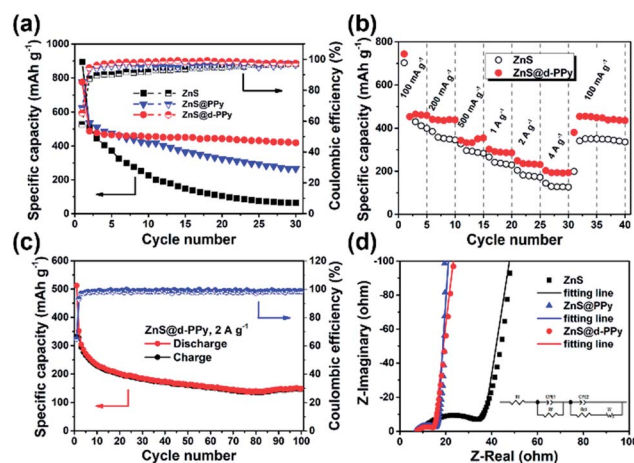 (a)
Specific capacity (mAh g⁻¹)
1000
900
800
600
400
200
0
0 5 10 15 20 25 30
Cycle number
100
80
60
40
20
0
Coulombic efficiency (%)
ZnS
ZnS@PPy
ZnS@d-PPy
(b)
Specific capacity (mAh g⁻¹)
800
600
400
200
0
0 5 10 15 20 25 30 35 40
Cycle number
ZnS
ZnS@d-PPy
100 mA g⁻¹
200 mA g⁻¹
500 mA g⁻¹
1 A g⁻¹
2 A g⁻¹
4 A g⁻¹
100 mA g⁻¹
(c)
Specific capacity (mAh g⁻¹)
600
500
400
300
200
100
0
0 10 20 30 40 50 60 70 80 90 100
Cycle number
120
100
80
60
40
20
0
Coulombic efficiency (%)
ZnS@d-PPy, 2 A g⁻¹
Discharge
Charge
(d)
Z-Imaginary (ohm)
-100
-80
-60
-40
-20
0
0 20 40 60 80 100
Z-Real (ohm)
ZnS
fitting line
ZnS@PPy
fitting line
ZnS@d-PPy
fitting line
CPE1
CPE2